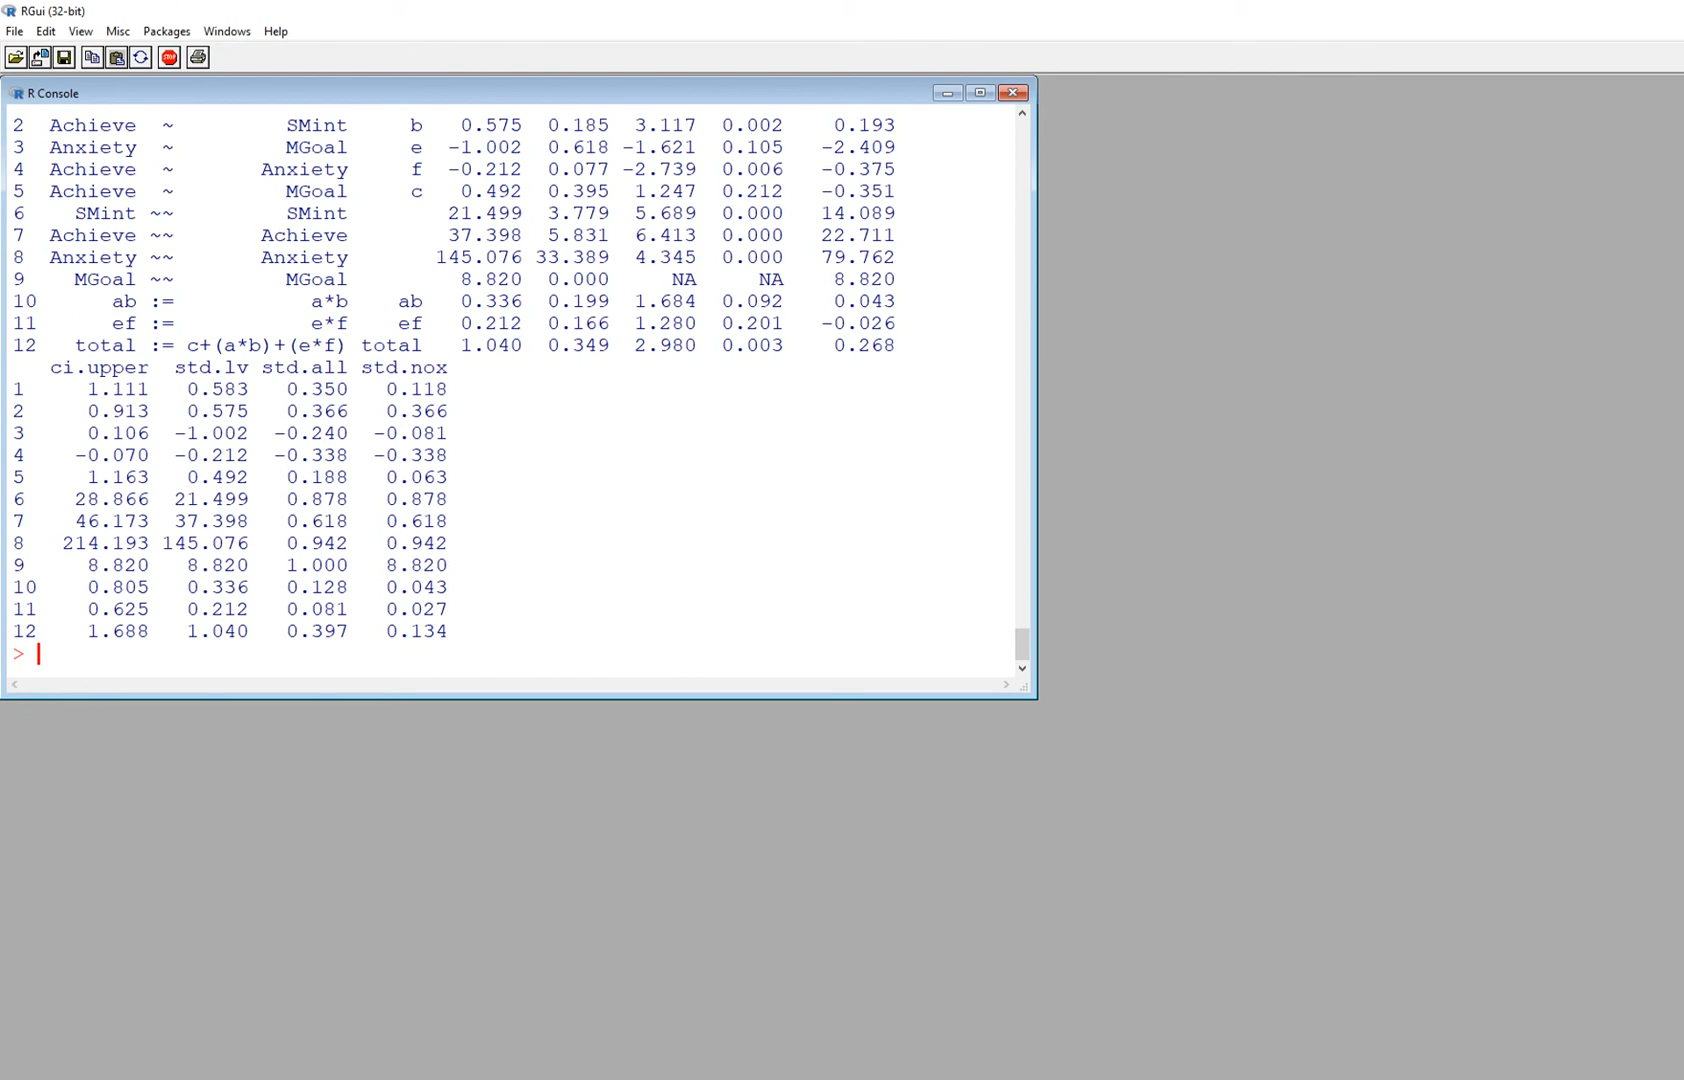 RGui (32-bit)
File Edit View Misc Packages Windows Help
STOP
R Console
2 Achieve ~ SMint b 0.575 0.185 3.117 0.002 0.193
3 Anxiety ~ MGoal e -1.002 0.618 -1.621 0.105 -2.409
4 Achieve ~ Anxiety f -0.212 0.077 -2.739 0.006 -0.375
5 Achieve ~ MGoal c 0.492 0.395 1.247 0.212 -0.351
6 SMint ~~ SMint 21.499 3.779 5.689 0.000 14.089
7 Achieve ~~ Achieve 37.398 5.831 6.413 0.000 22.711
8 Anxiety ~~ Anxiety 145.076 33.389 4.345 0.000 79.762
9 MGoal ~~ MGoal 8.820 0.000 NA NA 8.820
10 ab := a*b ab 0.336 0.199 1.684 0.092 0.043
11 ef := e*f ef 0.212 0.166 1.280 0.201 -0.026
12 total := c+(a*b)+(e*f) total 1.040 0.349 2.980 0.003 0.268
ci.upper std.lv std.all std.nox
1 1.111 0.583 0.350 0.118
2 0.913 0.575 0.366 0.366
3 0.106 -1.002 -0.240 -0.081
4 -0.070 -0.212 -0.338 -0.338
5 1.163 0.492 0.188 0.063
6 28.866 21.499 0.878 0.878
7 46.173 37.398 0.618 0.618
8 214.193 145.076 0.942 0.942
9 8.820 8.820 1.000 8.820
10 0.805 0.336 0.128 0.043
11 0.625 0.212 0.081 0.027
12 1.688 1.040 0.397 0.134
>